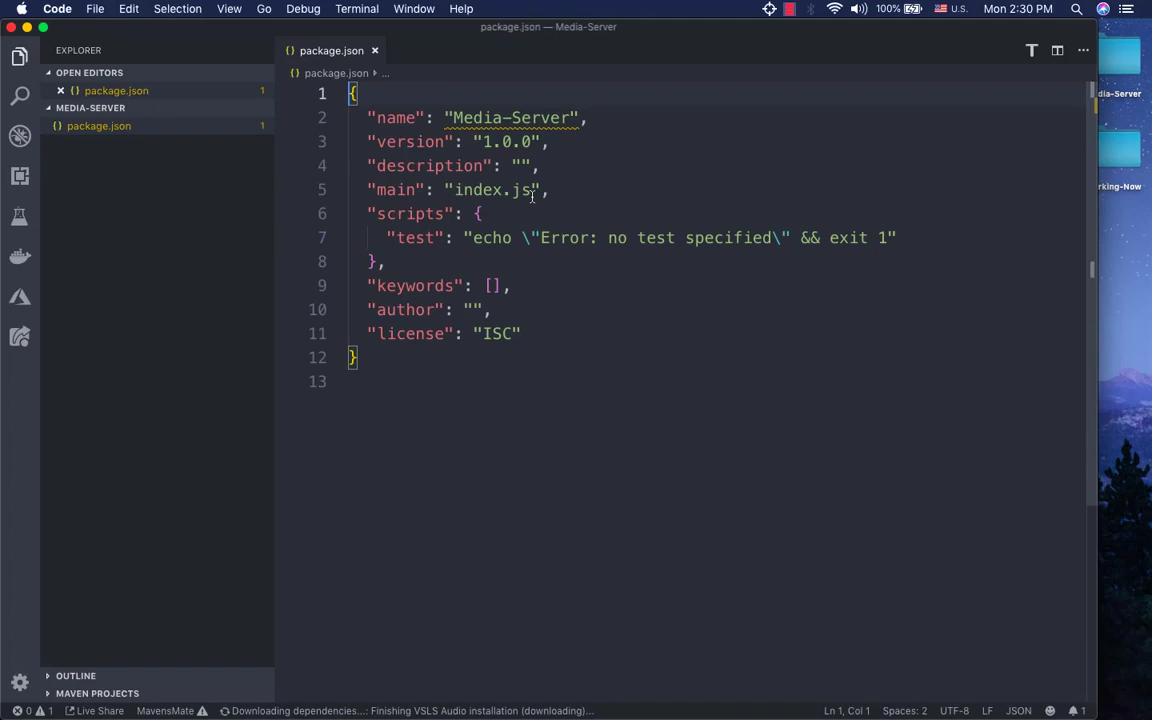 Code File Edit Selection View Go Debug Terminal Window Help 100% U.S. Mon 2:30 PM
package.json — Media-Server
EXPLORER
package.json
OPEN EDITORS
package.json 1
MEDIA-SERVER
package.json 1
package.json ...
1 {
2 "name": "Media-Server",
3 "version": "1.0.0",
4 "description": "",
5 "main": "index.js",
6 "scripts": {
7 "test": "echo \"Error: no test specified\" && exit 1"
8 },
9 "keywords": [],
10 "author": "",
11 "license": "ISC"
12 }
13
dia-Server
rking-Now
OUTLINE
MAVEN PROJECTS
0 1 Live Share MavensMate Downloading dependencies...: Finishing VSLS Audio installation (downloading)... Ln 1, Col 1 Spaces: 2 UTF-8 LF JSON 1